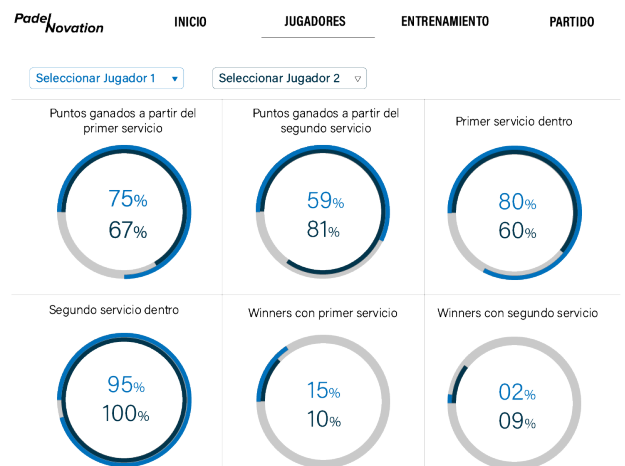 Padel
Novation
INICIO
JUGADORES
ENTRENAMIENTO
PARTIDO
Seleccionar Jugador 1
Seleccionar Jugador 2
Puntos ganados a partir del
primer servicio
75%
67%
Puntos ganados a partir del
segundo servicio
59%
81%
Primer servicio dentro
80%
60%
Segundo servicio dentro
95%
100%
Winners con primer servicio
15%
10%
Winners con segundo servicio
02%
09%